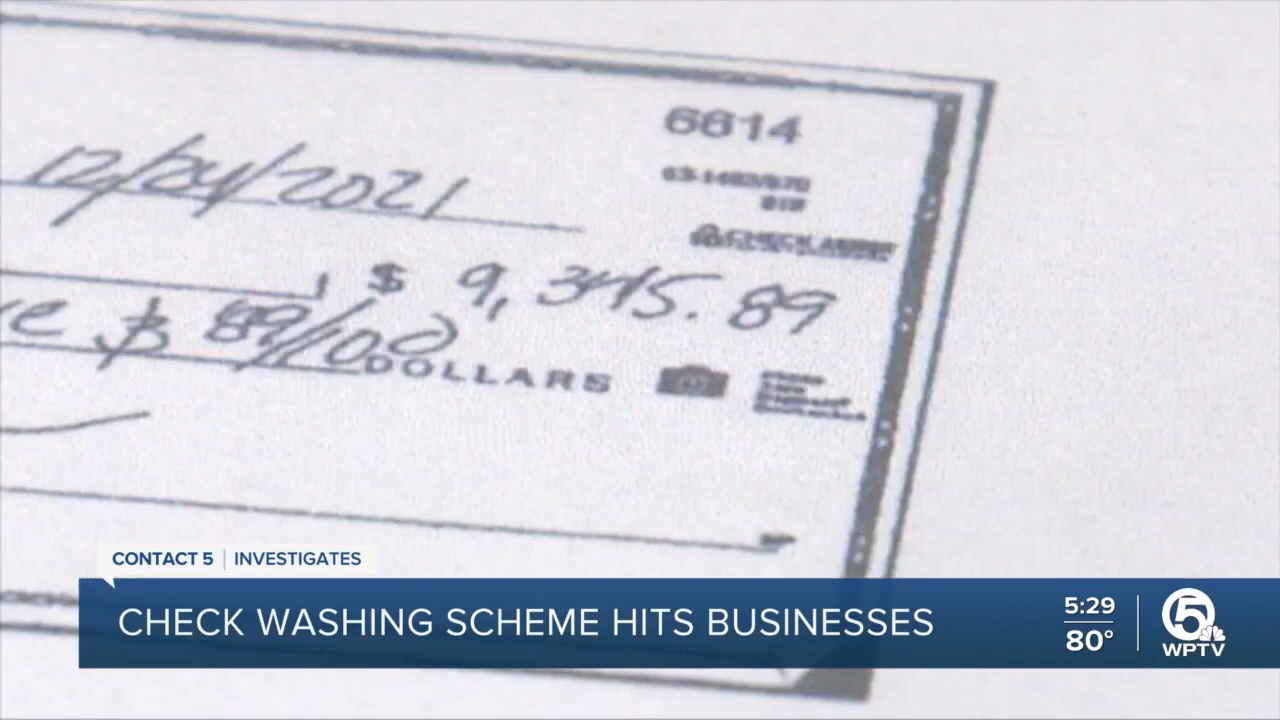 6614
12/24/2021
$ 9,345.89
$ 89/100
DOLLARS
CONTACT 5 | INVESTIGATES
CHECK WASHING SCHEME HITS BUSINESSES
5:29
80°
5
WPTV